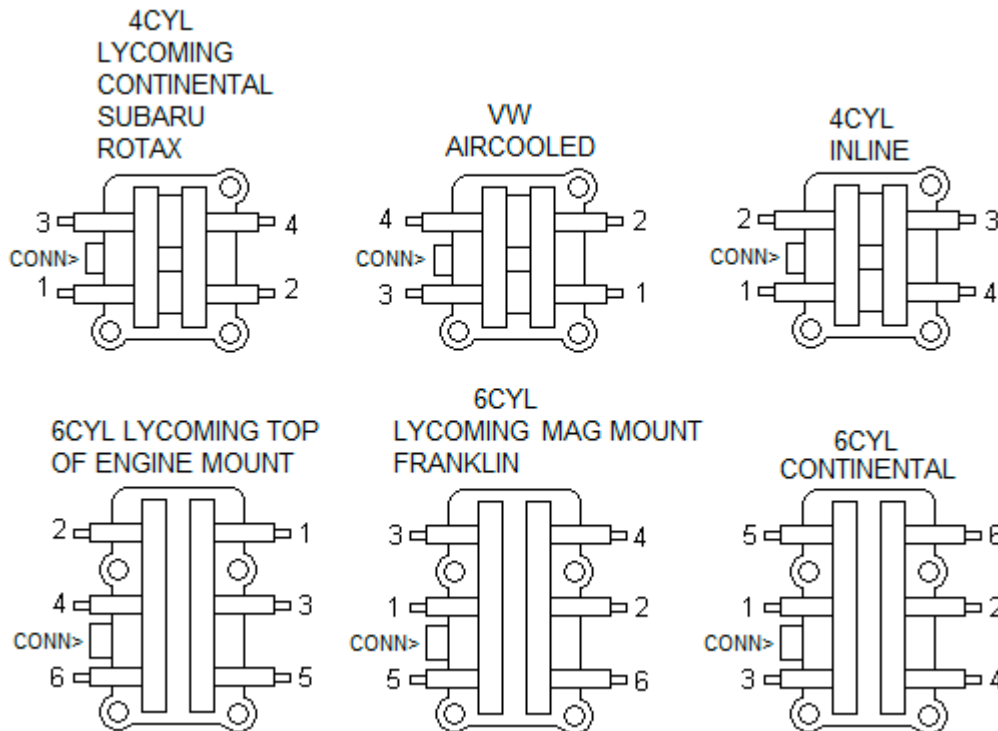 4CYL
LYCOMING
CONTINENTAL
SUBARU
ROTAX
3
4
CONN>
1
2
VW
AIRCOOLED
4
2
CONN>
3
1
4CYL
INLINE
2
3
CONN>
1
4
6CYL LYCOMING TOP
OF ENGINE MOUNT
2
1
4
3
CONN>
6
5
6CYL
LYCOMING MAG MOUNT
FRANKLIN
3
4
1
2
CONN>
5
6
6CYL
CONTINENTAL
5
6
1
2
CONN>
3
4